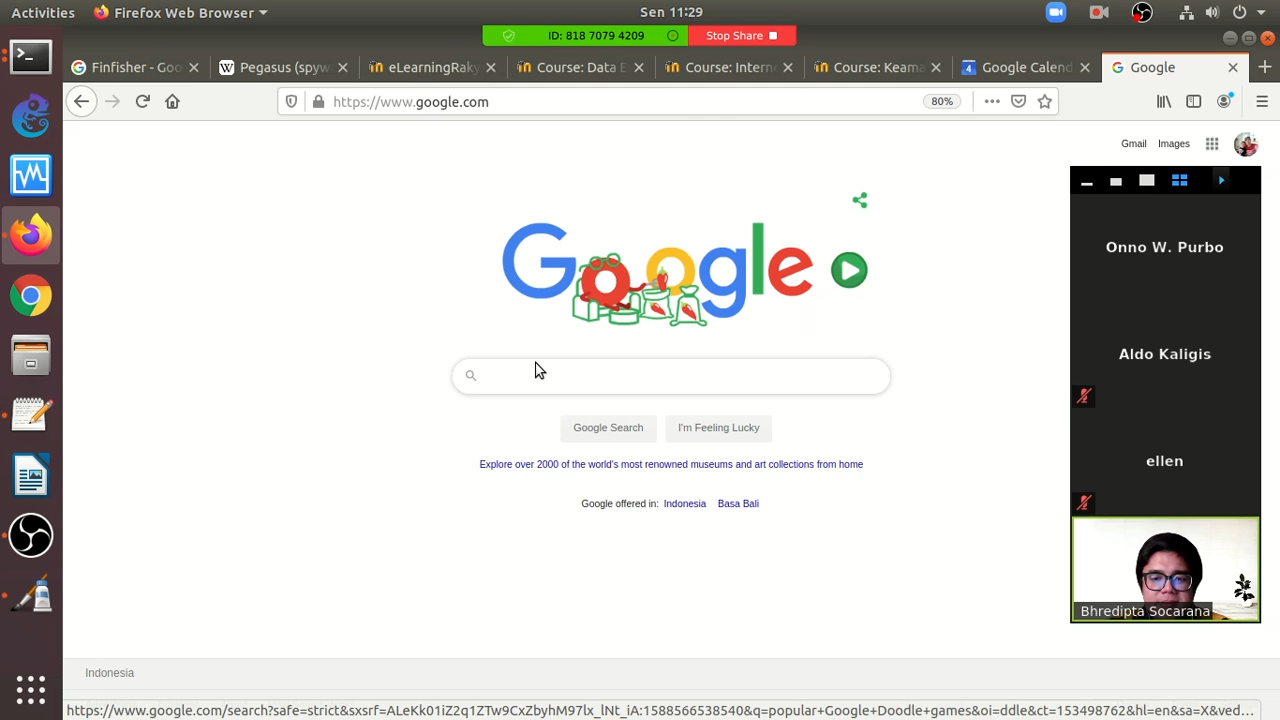 Activities
Firefox Web Browser
Sen 11:29
ID: 818 7079 4209
Stop Share
Finfisher - Goo
Pegasus (spyw
eLearningRaky
Course: Data E
Course: Intern
Course: Keama
Google Calend
Google
https://www.google.com
80%
Gmail
Images
Google
Google Search
I'm Feeling Lucky
Explore over 2000 of the world's most renowned museums and art collections from home
Google offered in: Indonesia Basa Bali
Onno W. Purbo
Aldo Kaligis
ellen
Bhredipta Socarana
Indonesia
https://www.google.com/search?safe=strict&sxsrf=ALeKk01iZ2q1ZTw9CxZbyhM97lx_lNt_iA:1588566538540&q=popular+Google+Doodle+games&oi=ddle&ct=153498762&hl=en&sa=X&ved...